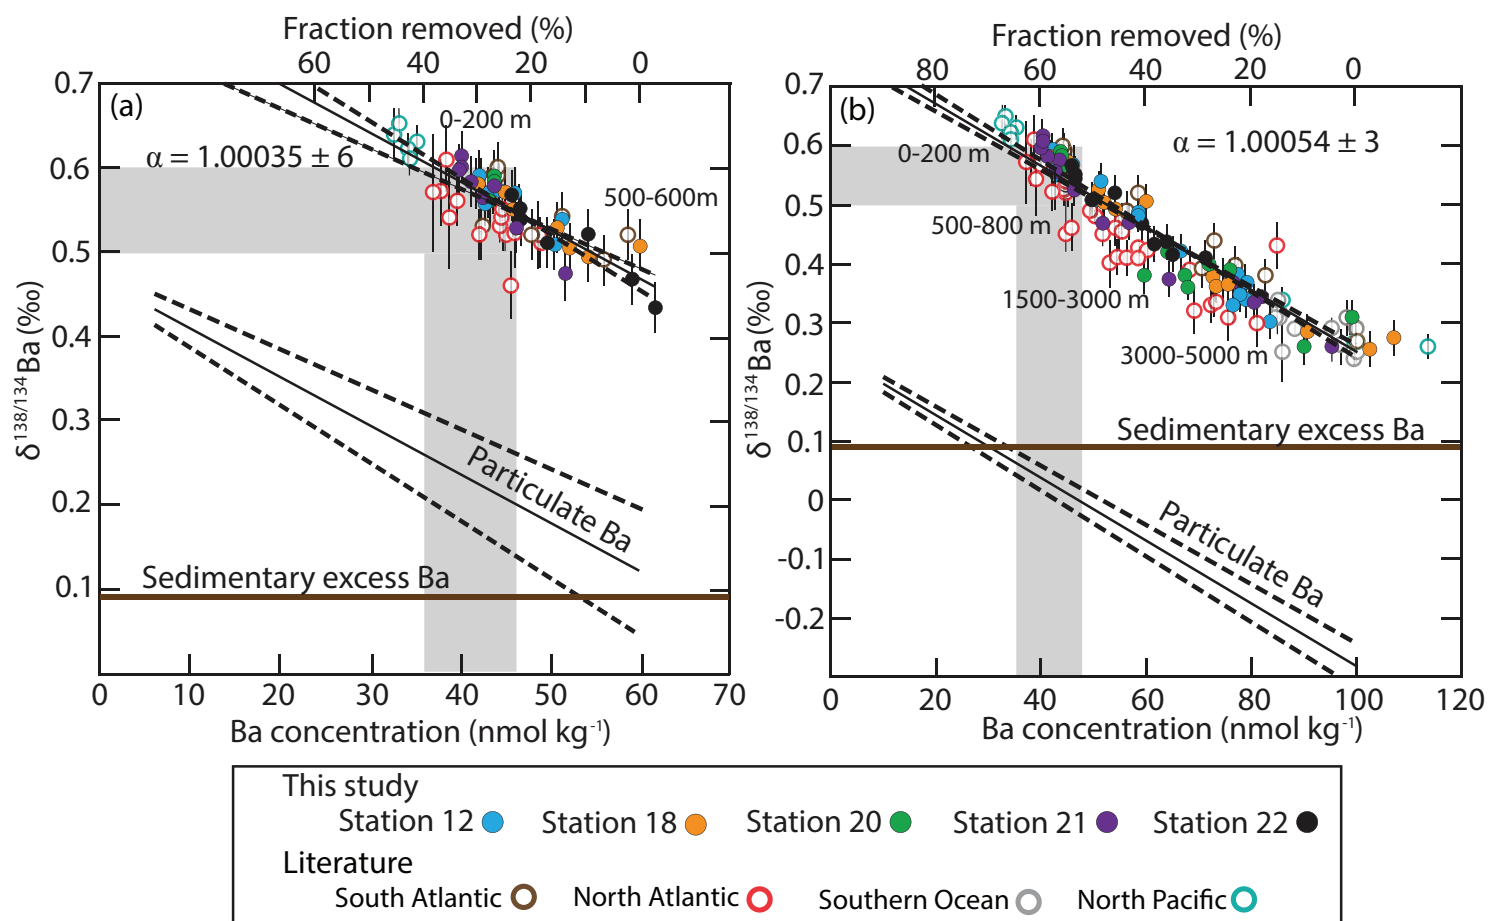 Fraction removed (%)
60 40 20 0
0.7
0.6
0.5
0.4
0.3
0.2
0.1
(a)
0-200 m
α = 1.00035 ± 6
500-600m
δ138/134Ba (‰)
Particulate Ba
Sedimentary excess Ba
0 10 20 30 40 50 60 70
Ba concentration (nmol kg-1)
Fraction removed (%)
80 60 40 20 0
0.7
0.6
0.5
0.4
0.3
0.2
0.1
0
-0.1
-0.2
(b)
α = 1.00054 ± 3
0-200 m
500-800 m
1500-3000 m
3000-5000 m
δ138/134Ba (‰)
Sedimentary excess Ba
Particulate Ba
0 20 40 60 80 100 120
Ba concentration (nmol kg-1)
This study
Station 12 Station 18 Station 20 Station 21 Station 22
Literature
South Atlantic North Atlantic Southern Ocean North Pacific